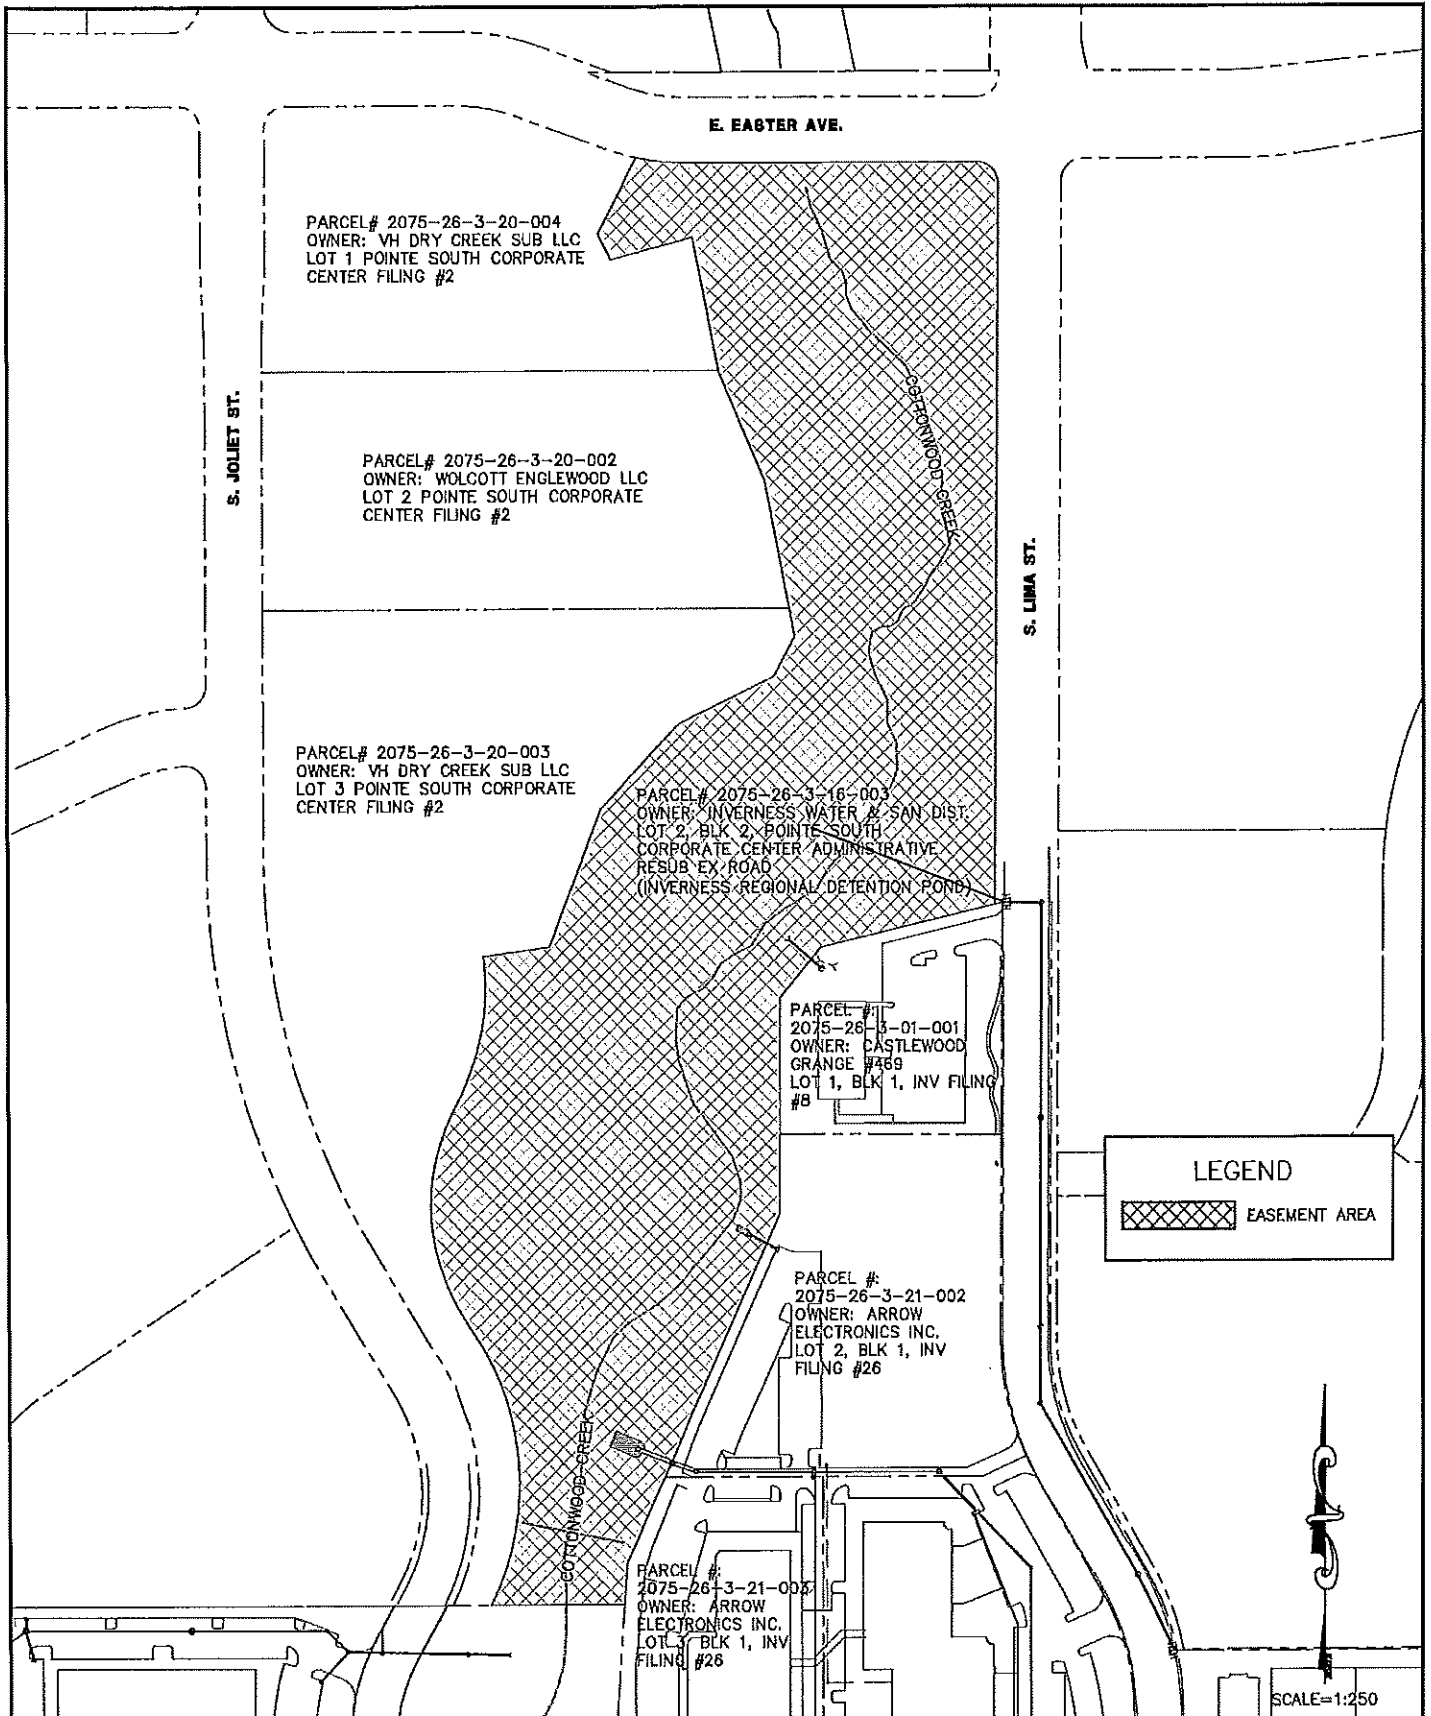 E. EASTER AVE.
PARCEL# 2075-26-3-20-004
OWNER: VH DRY CREEK SUB LLC
LOT 1 POINTE SOUTH CORPORATE
CENTER FILING #2
S. JOLIET ST.
COTTONWOOD CREEK
PARCEL# 2075-26-3-20-002
OWNER: WOLCOTT ENGLEWOOD LLC
LOT 2 POINTE SOUTH CORPORATE
CENTER FILING #2
S. LIMA ST.
PARCEL# 2075-26-3-20-003
OWNER: VH DRY CREEK SUB LLC
LOT 3 POINTE SOUTH CORPORATE
CENTER FILING #2
PARCEL# 2075-26-3-16-003
OWNER: INVERNESS WATER & SAN DIST.
LOT 2, BLK 2, POINTE SOUTH
CORPORATE CENTER ADMINISTRATIVE
RESUB EX ROAD
(INVERNESS REGIONAL DETENTION POND)
PARCEL #:
2075-26-3-01-001
OWNER: CASTLEWOOD
GRANGE #469
LOT 1, BLK 1, INV FILING
#8
LEGEND
EASEMENT AREA
PARCEL #:
2075-26-3-21-002
OWNER: ARROW
ELECTRONICS INC.
LOT 2, BLK 1, INV
FILING #26
COTTONWOOD CREEK
PARCEL #:
2075-26-3-21-003
OWNER: ARROW
ELECTRONICS INC.
LOT 3, BLK 1, INV
FILING #26
SCALE=1:250